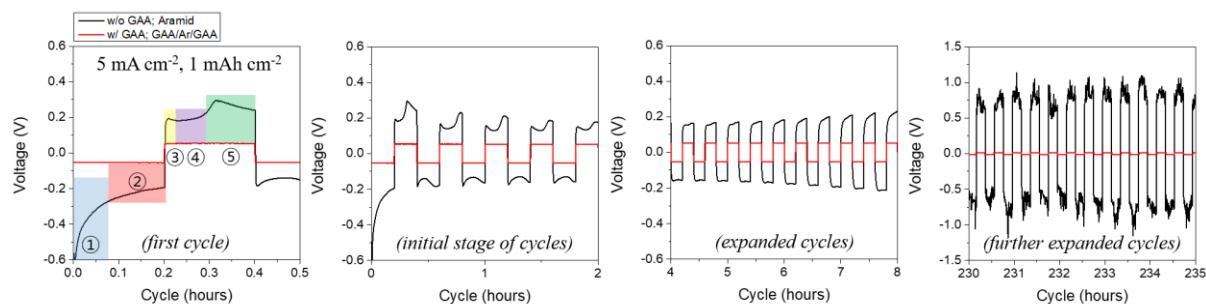 w/o GAA; Aramid
w/ GAA; GAA/Ar/GAA
5 mA cm-2, 1 mAh cm-2
Voltage (V)
0.6
0.4
0.2
0.0
-0.2
-0.4
-0.6
① ② ③ ④ ⑤
(first cycle)
0.0 0.1 0.2 0.3 0.4 0.5
Cycle (hours)
Voltage (V)
0.6
0.4
0.2
0.0
-0.2
-0.4
-0.6
(initial stage of cycles)
0 1 2
Cycle (hours)
Voltage (V)
0.6
0.4
0.2
0.0
-0.2
-0.4
-0.6
(expanded cycles)
4 5 6 7 8
Cycle (hours)
Voltage (V)
1.5
1.0
0.5
0.0
-0.5
-1.0
-1.5
(further expanded cycles)
230 231 232 233 234 235
Cycle (hours)